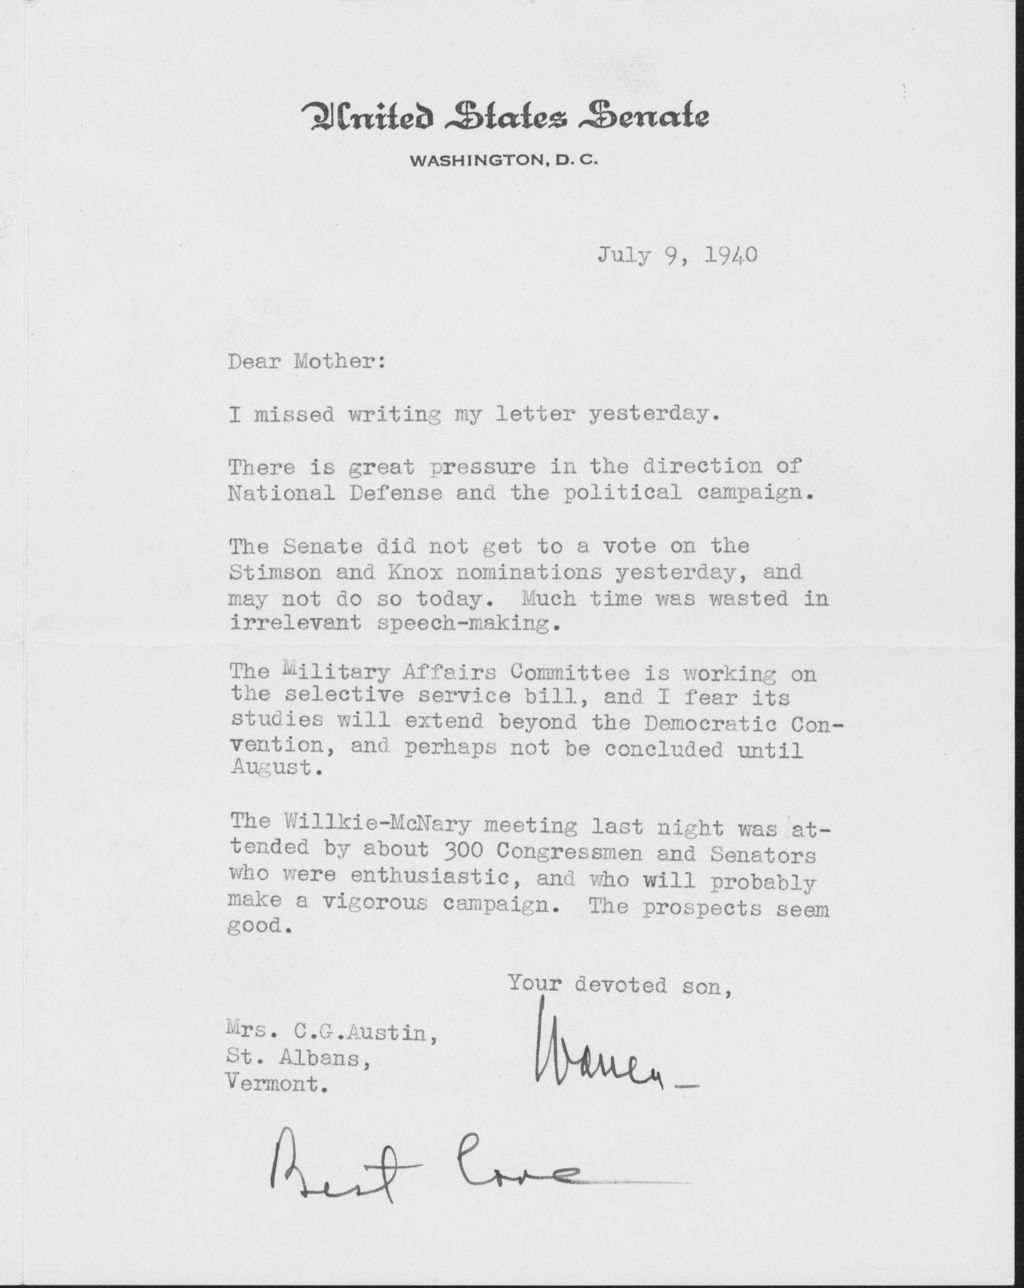 United States Senate
WASHINGTON, D. C.
July 9, 1940
Dear Mother:
I missed writing my letter yesterday.
There is great pressure in the direction of
National Defense and the political campaign.
The Senate did not get to a vote on the
Stimson and Knox nominations yesterday, and
may not do so today.  Much time was wasted in
irrelevant speech-making.
The Military Affairs Committee is working on
the selective service bill, and I fear its
studies will extend beyond the Democratic Con-
vention, and perhaps not be concluded until
August.
The Willkie-McNary meeting last night was at-
tended by about 300 Congressmen and Senators
who were enthusiastic, and who will probably
make a vigorous campaign.  The prospects seem
good.
Your devoted son,
Warren
Mrs. C.G.Austin,
St. Albans,
Vermont.
Best love